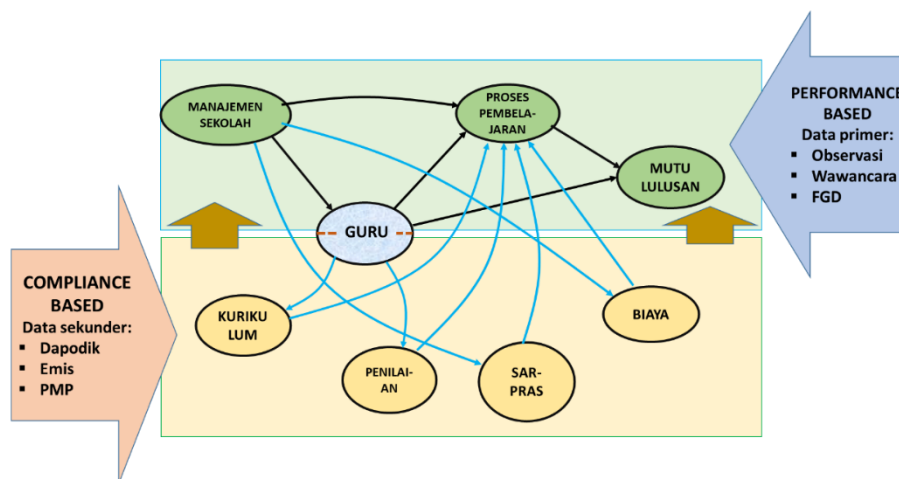 MANAJEMEN
SEKOLAH
PROSES
PEMBELA-
JARAN
MUTU
LULUSAN
GURU
KURIKU
LUM
PENILAI-
AN
SAR-
PRAS
BIAYA
COMPLIANCE
BASED
Data sekunder:
▪ Dapodik
▪ Emis
▪ PMP
PERFORMANCE
BASED
Data primer:
▪ Observasi
▪ Wawancara
▪ FGD